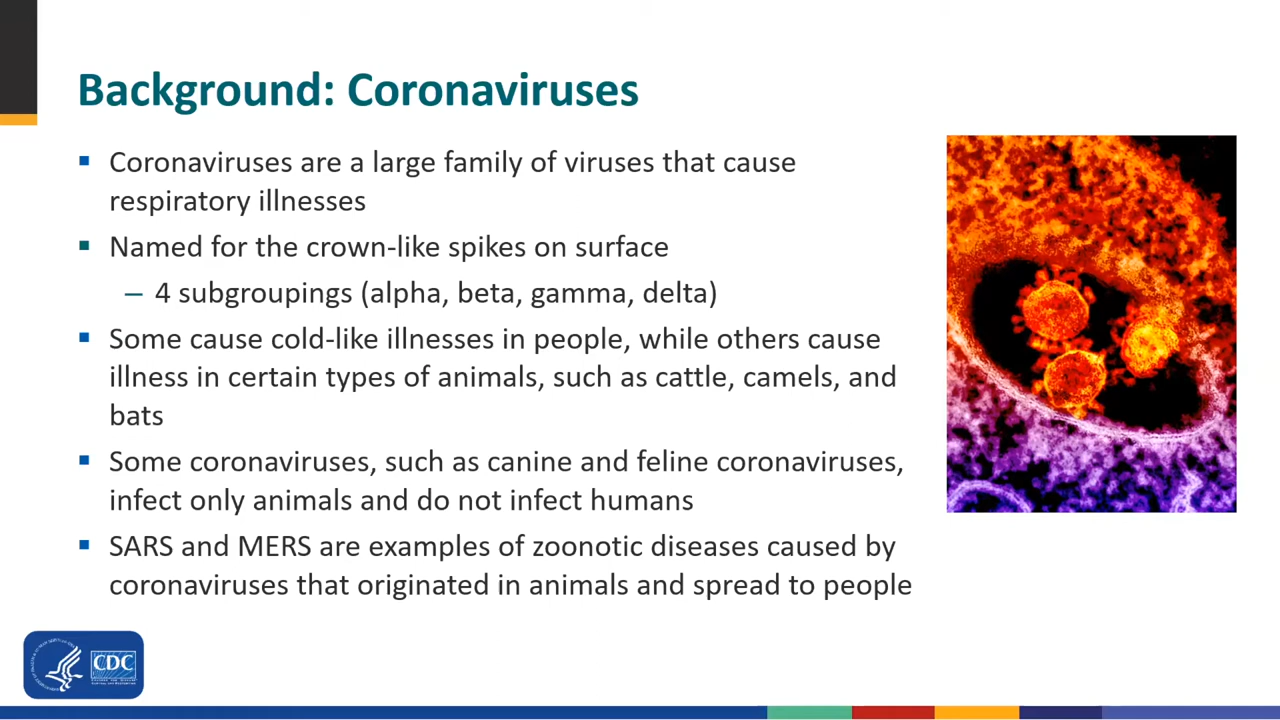 Background: Coronaviruses
▪ Coronaviruses are a large family of viruses that cause
respiratory illnesses
▪ Named for the crown-like spikes on surface
– 4 subgroupings (alpha, beta, gamma, delta)
▪ Some cause cold-like illnesses in people, while others cause
illness in certain types of animals, such as cattle, camels, and
bats
▪ Some coronaviruses, such as canine and feline coronaviruses,
infect only animals and do not infect humans
▪ SARS and MERS are examples of zoonotic diseases caused by
coronaviruses that originated in animals and spread to people
CDC